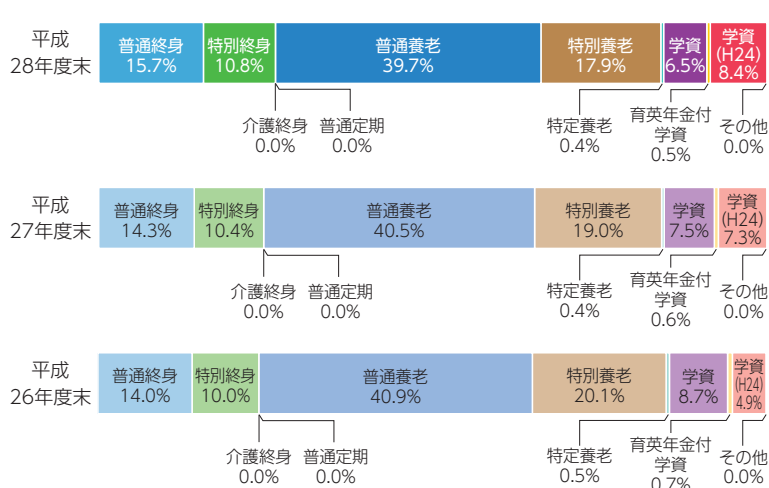 平成
28年度末
普通終身
15.7%
特別終身
10.8%
普通養老
39.7%
特別養老
17.9%
学資
6.5%
学資
(H24)
8.4%
介護終身
0.0%
普通定期
0.0%
特定養老
0.4%
育英年金付
学資
0.5%
その他
0.0%
平成
27年度末
普通終身
14.3%
特別終身
10.4%
普通養老
40.5%
特別養老
19.0%
学資
7.5%
学資
(H24)
7.3%
介護終身
0.0%
普通定期
0.0%
特定養老
0.4%
育英年金付
学資
0.6%
その他
0.0%
平成
26年度末
普通終身
14.0%
特別終身
10.0%
普通養老
40.9%
特別養老
20.1%
学資
8.7%
学資
(H24)
4.9%
介護終身
0.0%
普通定期
0.0%
特定養老
0.5%
育英年金付
学資
0.7%
その他
0.0%